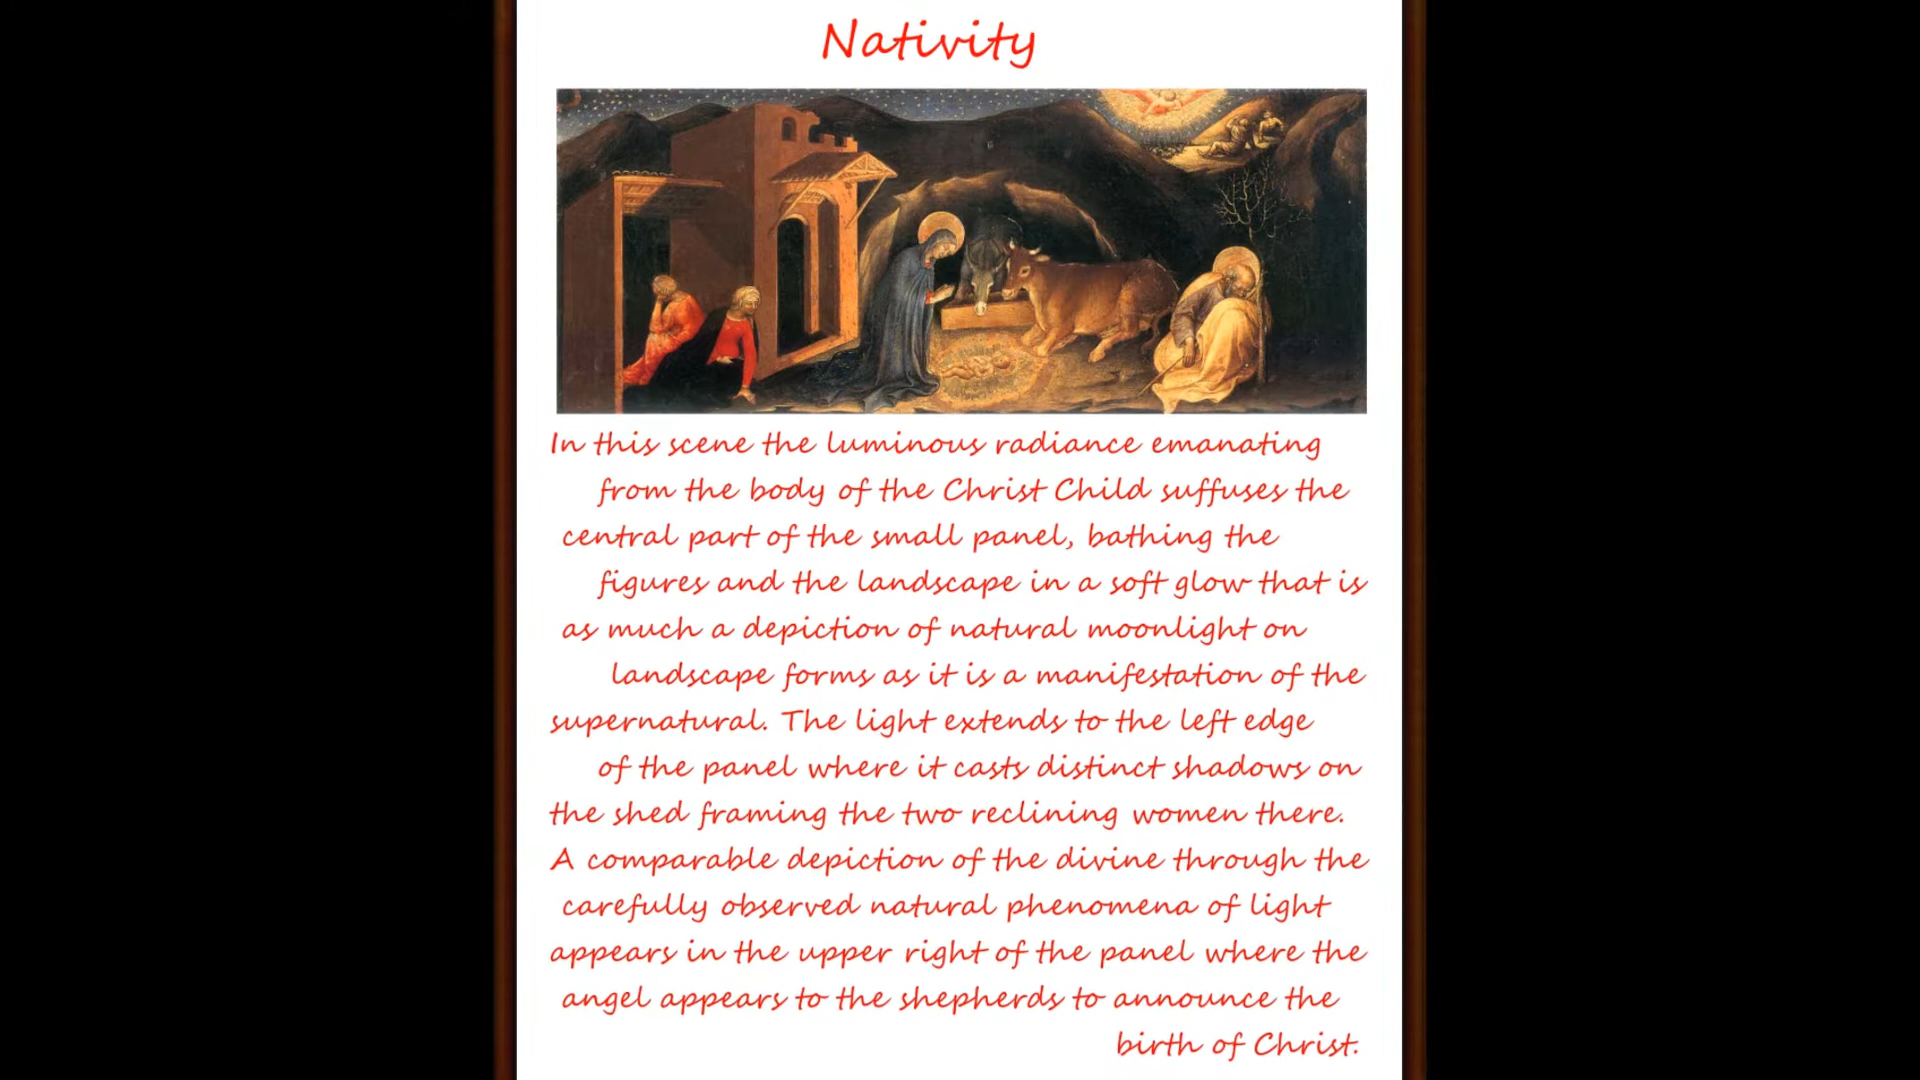 Nativity
In this scene the luminous radiance emanating
from the body of the Christ Child suffuses the
central part of the small panel, bathing the
figures and the landscape in a soft glow that is
as much a depiction of natural moonlight on
landscape forms as it is a manifestation of the
supernatural. The light extends to the left edge
of the panel where it casts distinct shadows on
the shed framing the two reclining women there.
A comparable depiction of the divine through the
carefully observed natural phenomena of light
appears in the upper right of the panel where the
angel appears to the shepherds to announce the
birth of Christ.